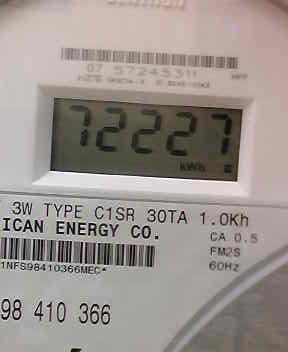 07 57245311
72227
kWh
3W TYPE C1SR 30TA 1.0Kh
ICAN ENERGY CO.
CA 0.5
FM2S
1NFS98410366MEC*
60Hz
98 410 366